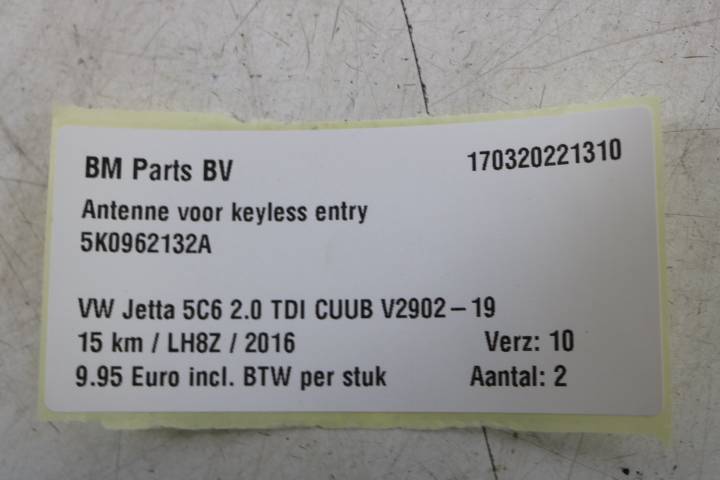 BM Parts BV 170320221310
Antenne voor keyless entry
5K0962132A
VW Jetta 5C6 2.0 TDI CUUB V2902-19
15 km / LH8Z / 2016 Verz: 10
9.95 Euro incl. BTW per stuk Aantal: 2